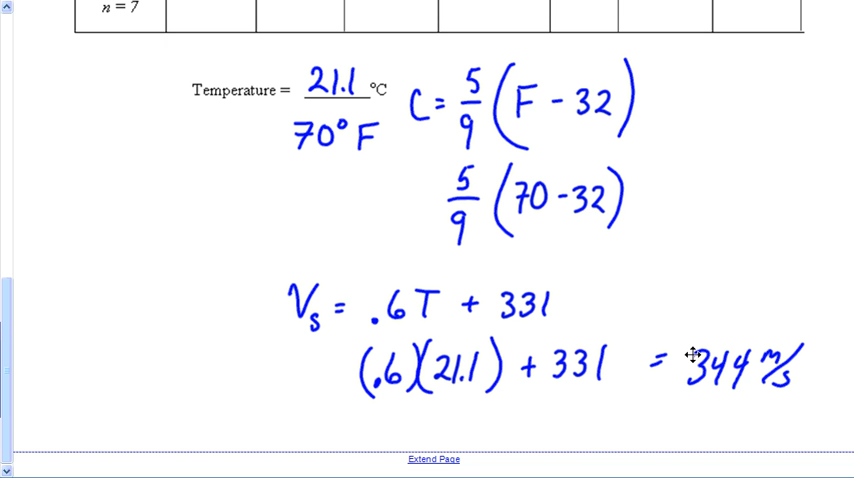 n = 7
Temperature = 21.1 °C C = 5/9 (F - 32)
70° F
5/9 (70 - 32)
Vs = .6T + 331
(.6)(21.1) + 331 = 344 m/s
Extend Page